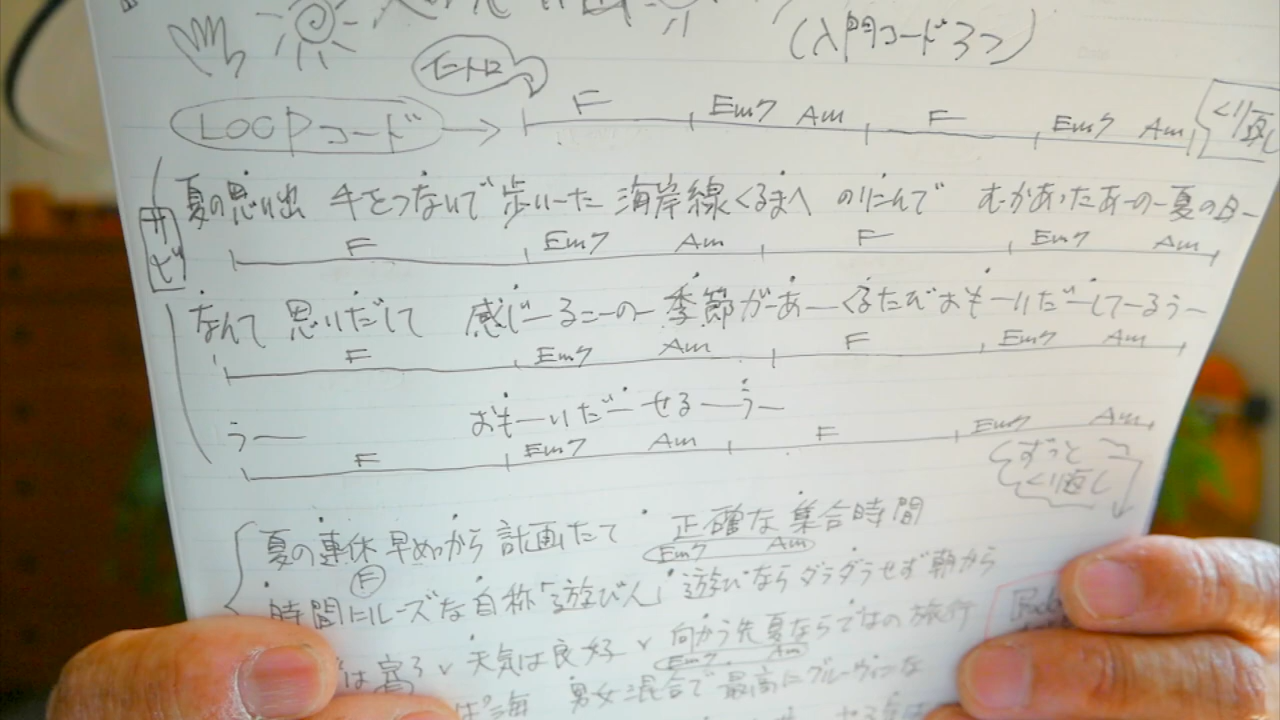 (入門コード3つ)
イントロ
LOOPコード → F Em7 Am F Em7 Am くり返し
サビ
夏の思い出 手をつないで 歩いーた 海岸線 くるまへ のりこんで むーかあったあーのー夏の日ー
F Em7 Am F Em7 Am
なんて 思いだして 感じーるこーのー季節がーあーくるたびおもーいだーしてーるうー
F Em7 Am F Em7 Am
うー おもーいだーせるーうー
F Em7 Am F Em7 Am
ずっと くり返し
夏の連休 早めから 計画たて 正確な 集合時間
F Em7 Am
時間にルーズな自称「遊び人」遊びならダラダラせず朝から
天気は良好 向かう先夏ならではの旅行
Em7 Am
男女混合で最高にグルーヴィンな